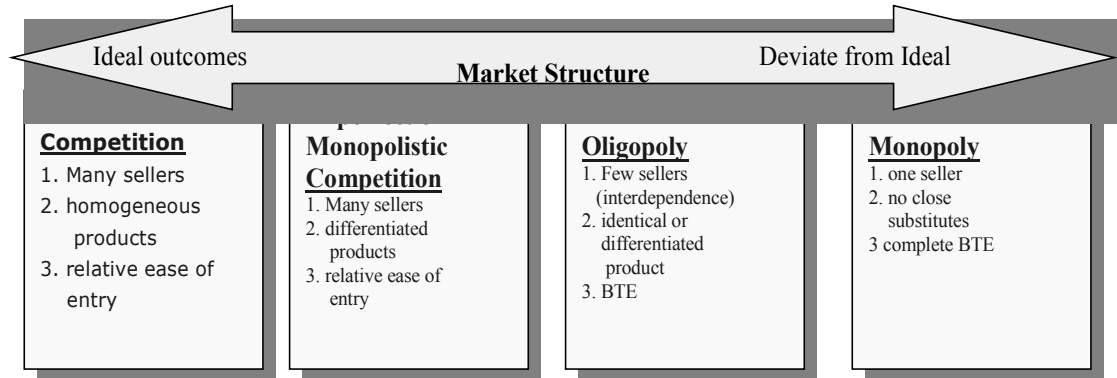 Ideal outcomes
Deviate from Ideal
Market Structure
Competition
1. Many sellers
2. homogeneous
products
3. relative ease of
entry
Monopolistic
Competition
1. Many sellers
2. differentiated
products
3. relative ease of
entry
Oligopoly
1. Few sellers
(interdependence)
2. identical or
differentiated
product
3. BTE
Monopoly
1. one seller
2. no close
substitutes
3 complete BTE